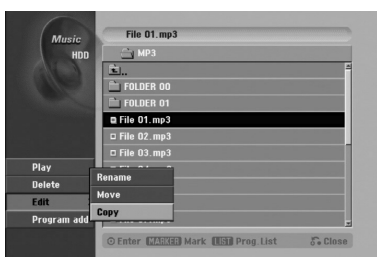 Music
HDD
File 01.mp3
MP3
..
FOLDER 00
FOLDER 01
File 01.mp3
File 02.mp3
File 03.mp3
Play
Delete
Edit
Program add
Rename
Move
Copy
Enter MARKER Mark LIST Prog.List Close